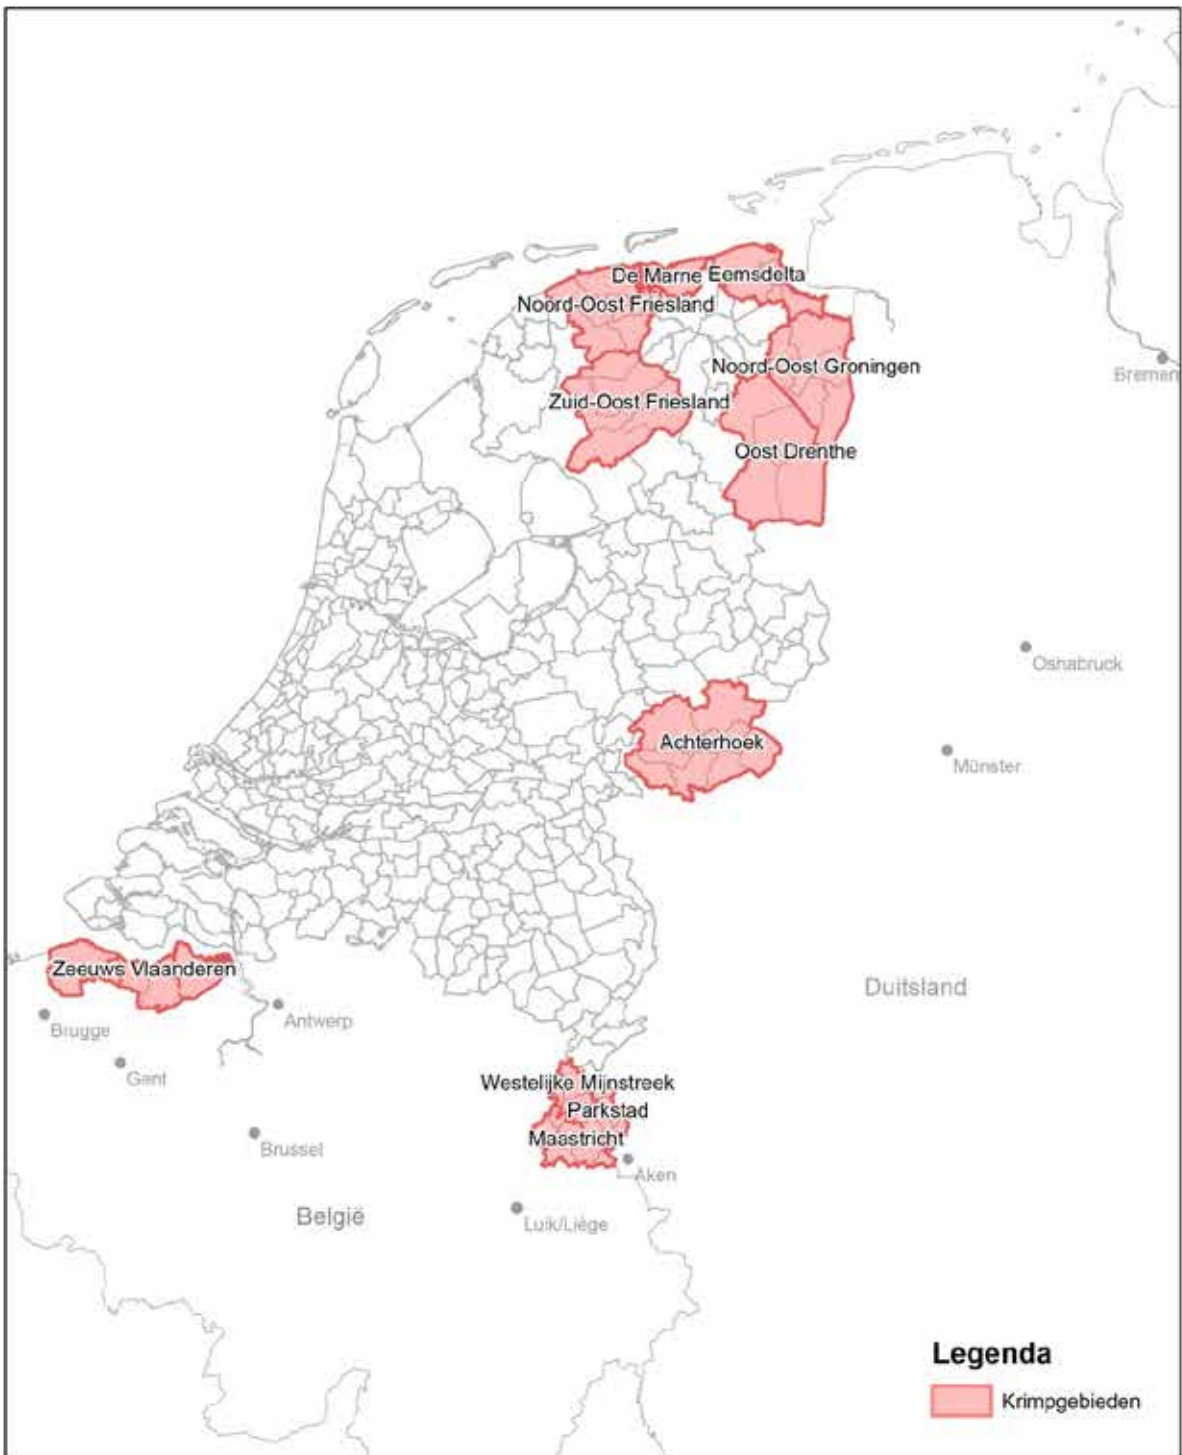 De Marne Eemsdelta
Noord-Oost Friesland
Noord-Oost Groningen
Bremen
Zuid-Oost Friesland
Oost Drenthe
Osnabruck
Achterhoek
Münster
Zeeuws Vlaanderen
Duitsland
Antwerp
Brugge
Gent
Westelijke Mijnstreek
Parkstad
Maastricht
Brussel
Aken
België
Luik/Liège
Legenda
Krimpgebieden